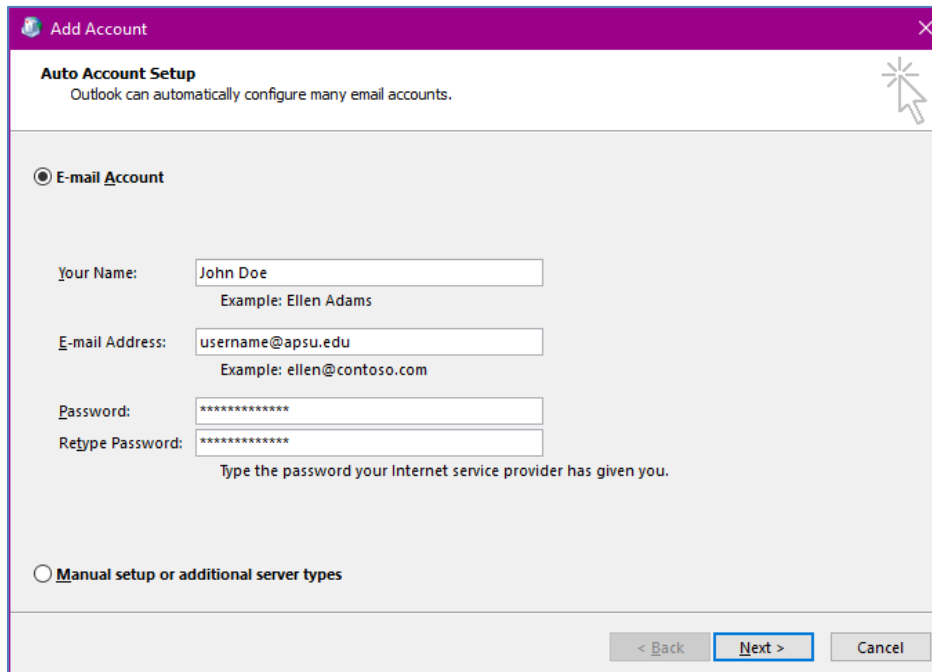 Add Account
Auto Account Setup
Outlook can automatically configure many email accounts.
E-mail Account
Your Name: John Doe
Example: Ellen Adams
E-mail Address: username@apsu.edu
Example: ellen@contoso.com
Password: *************
Retype Password: *************
Type the password your Internet service provider has given you.
Manual setup or additional server types
< Back Next > Cancel